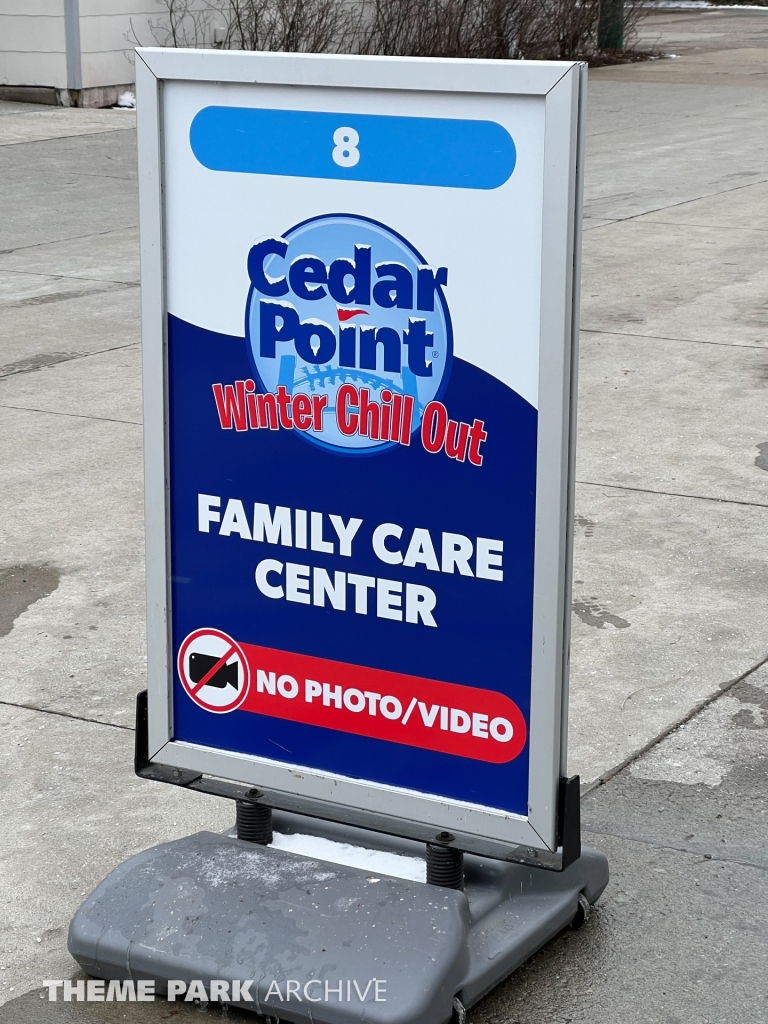 8
Cedar
Point®
Winter Chill Out
FAMILY CARE
CENTER
NO PHOTO/VIDEO
THEME PARK ARCHIVE